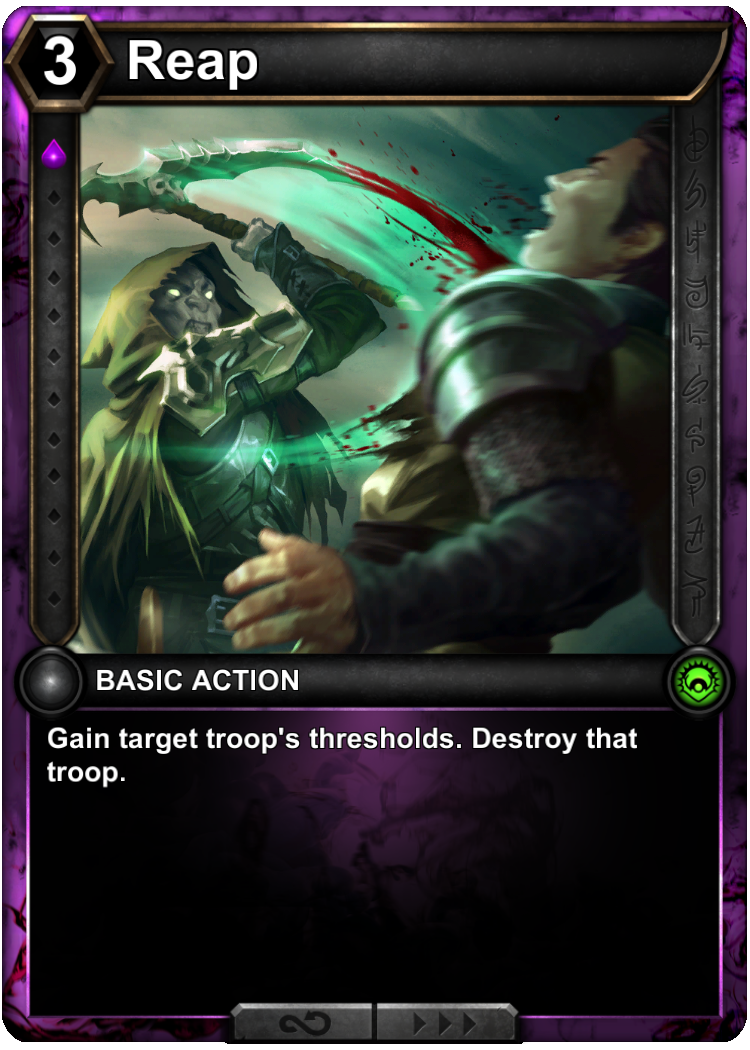 3 Reap
BASIC ACTION
Gain target troop's thresholds. Destroy that
troop.